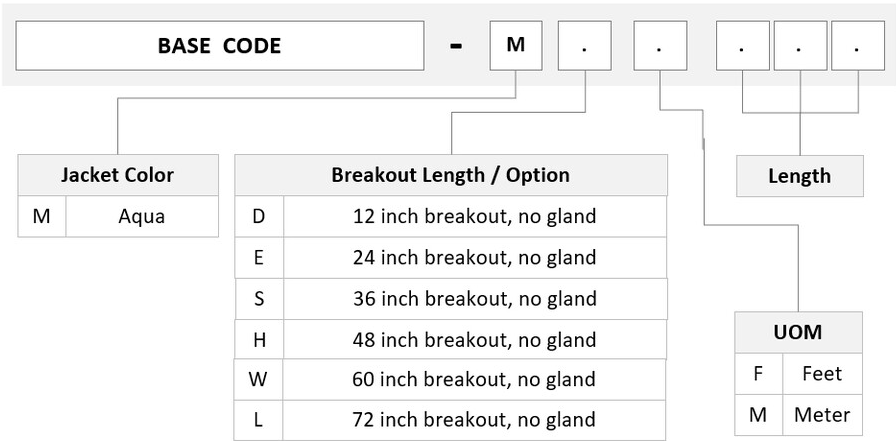 BASE CODE - M . . . . .
Jacket Color
M Aqua
Breakout Length / Option
D 12 inch breakout, no gland
E 24 inch breakout, no gland
S 36 inch breakout, no gland
H 48 inch breakout, no gland
W 60 inch breakout, no gland
L 72 inch breakout, no gland
Length
UOM
F Feet
M Meter